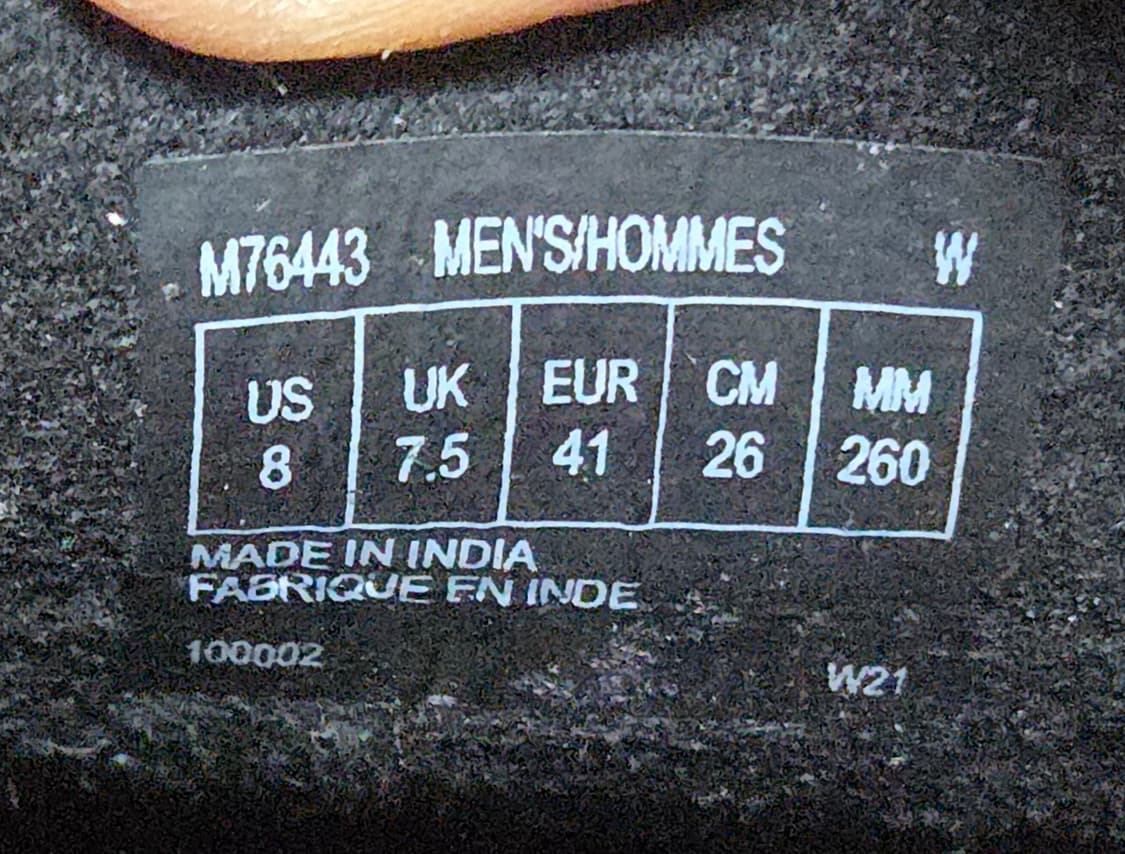 M76443 MEN'S/HOMMES W
US UK EUR CM MM
8 7.5 41 26 260
MADE IN INDIA
FABRIQUE EN INDE
100002 W21